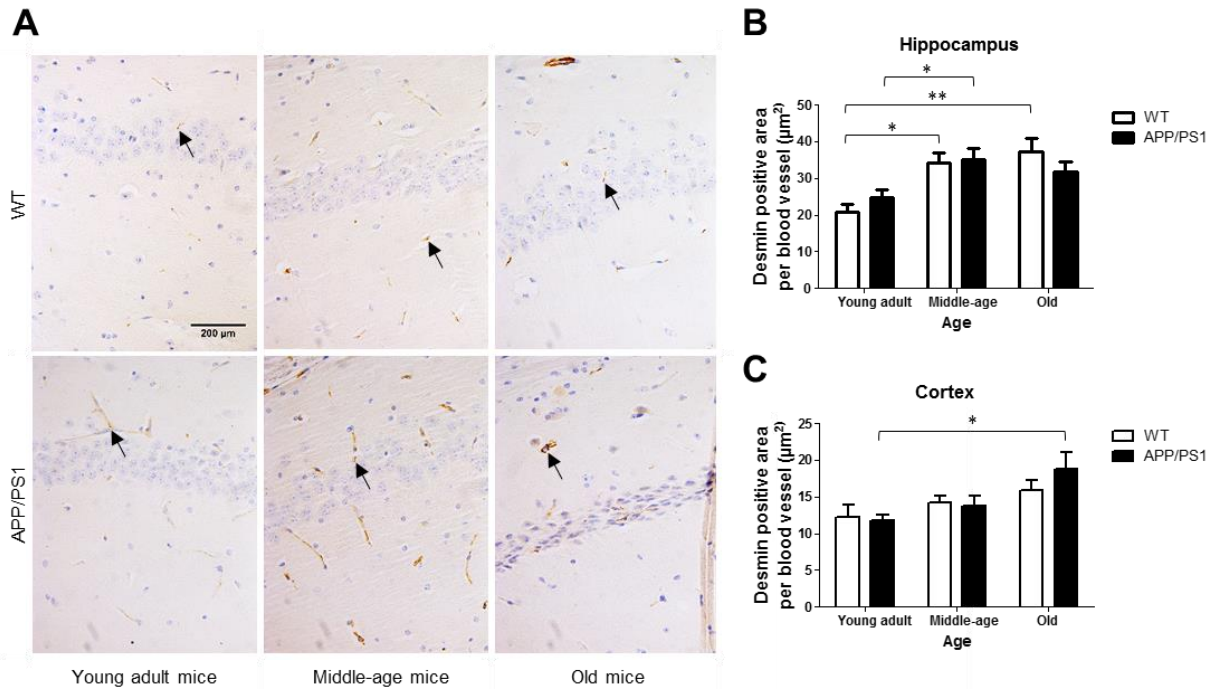 A
WT
200 µm
APP/PS1
Young adult mice
Middle-age mice
Old mice
B
Hippocampus
Desmin positive area
per blood vessel (µm²)
50
40
30
20
10
0
*
**
*
WT
APP/PS1
Young adult
Middle-age
Old
Age
C
Cortex
Desmin positive area
per blood vessel (µm²)
25
20
15
10
5
0
*
WT
APP/PS1
Young adult
Middle-age
Old
Age